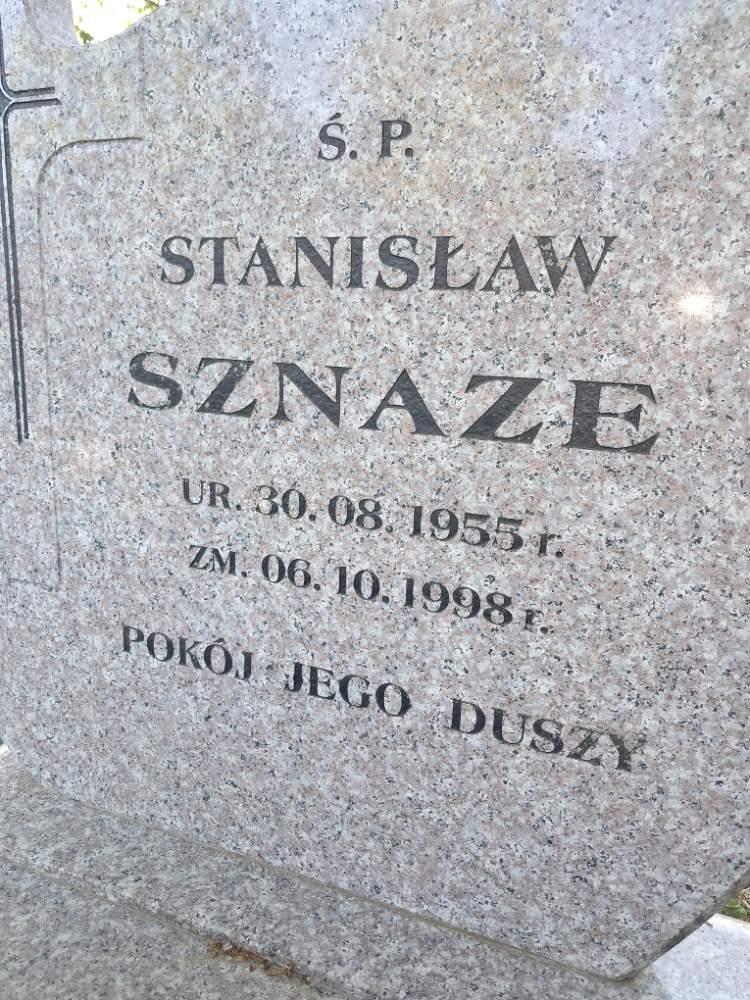 Ś. P.
STANISŁAW
SZNAZE
UR. 30. 08. 1955 r.
ZM. 06. 10. 1998 r.
POKÓJ JEGO DUSZY